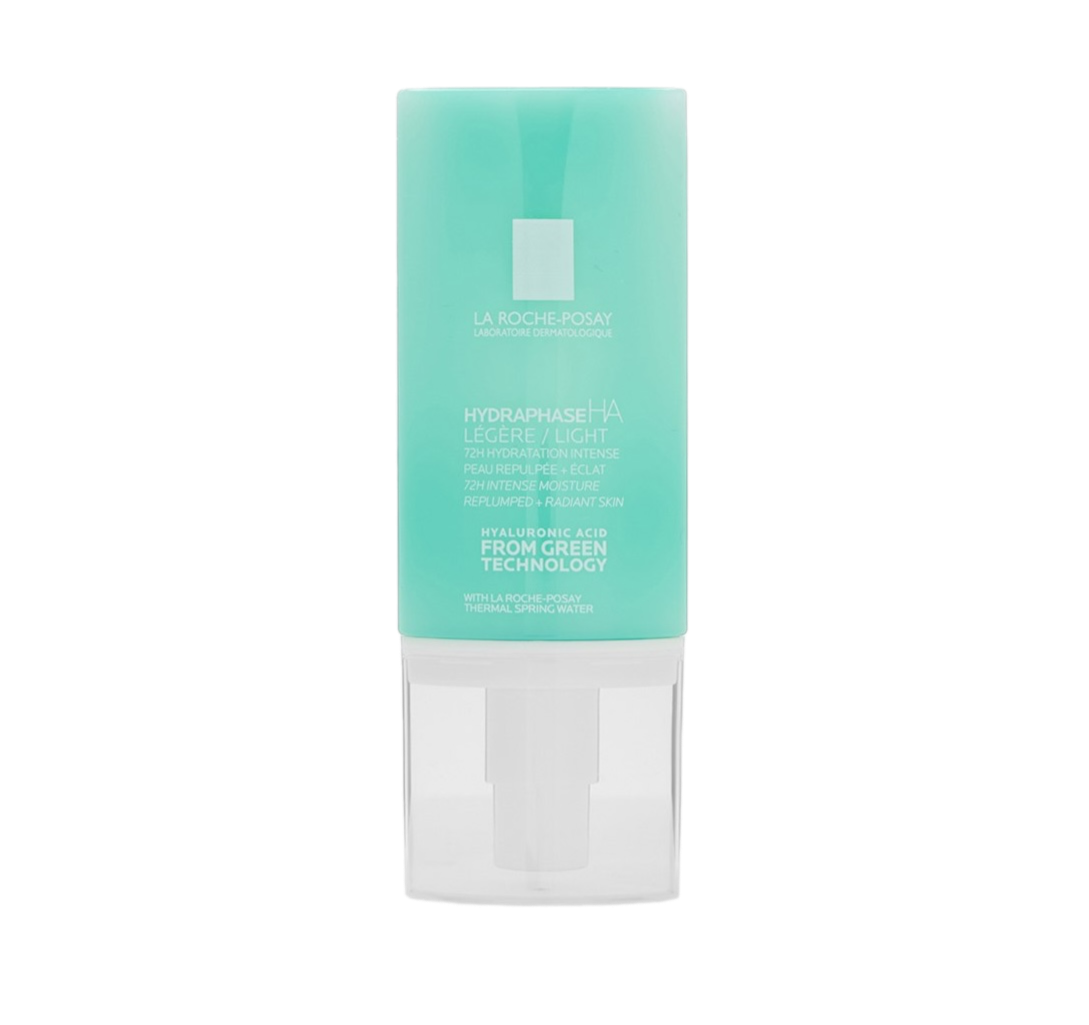 LA ROCHE-POSAY
LABORATOIRE DERMATOLOGIQUE
HYDRAPHASE HA
LÉGÈRE / LIGHT
72H HYDRATATION INTENSE
PEAU REPULPÉE + ÉCLAT
72H INTENSE MOISTURE
REPLUMPED + RADIANT SKIN
HYALURONIC ACID
FROM GREEN
TECHNOLOGY
WITH LA ROCHE-POSAY
THERMAL SPRING WATER